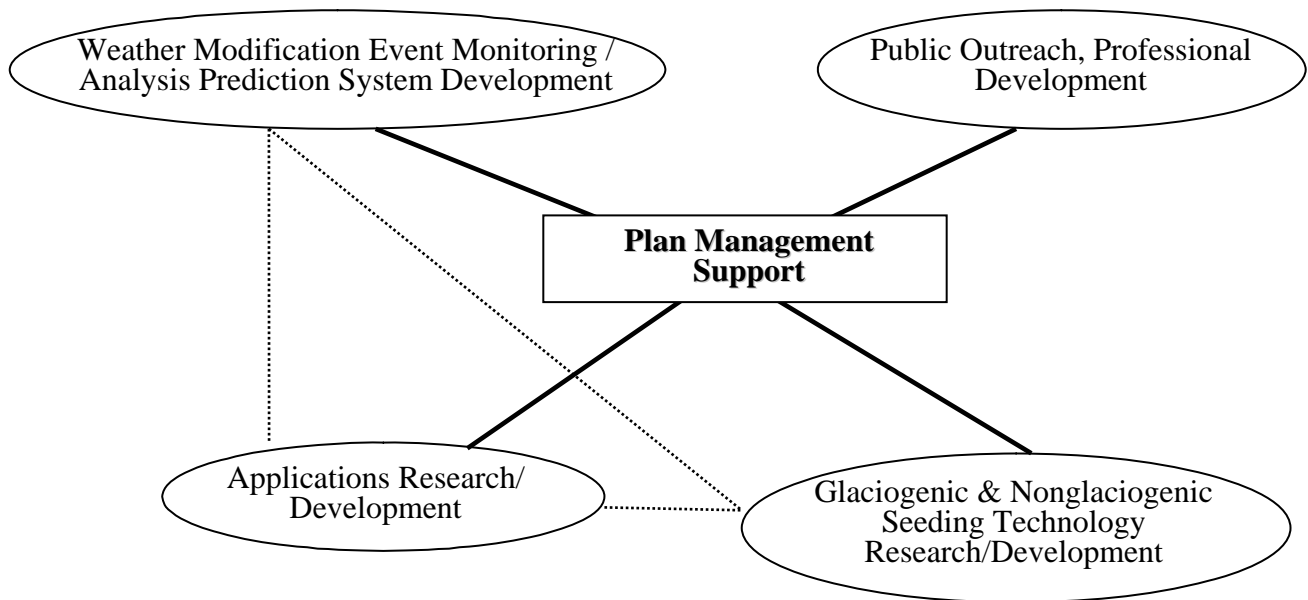 Weather Modification Event Monitoring /
Analysis Prediction System Development
Public Outreach, Professional
Development
Plan Management
Support
Applications Research/
Development
Glaciogenic & Nonglaciogenic
Seeding Technology
Research/Development